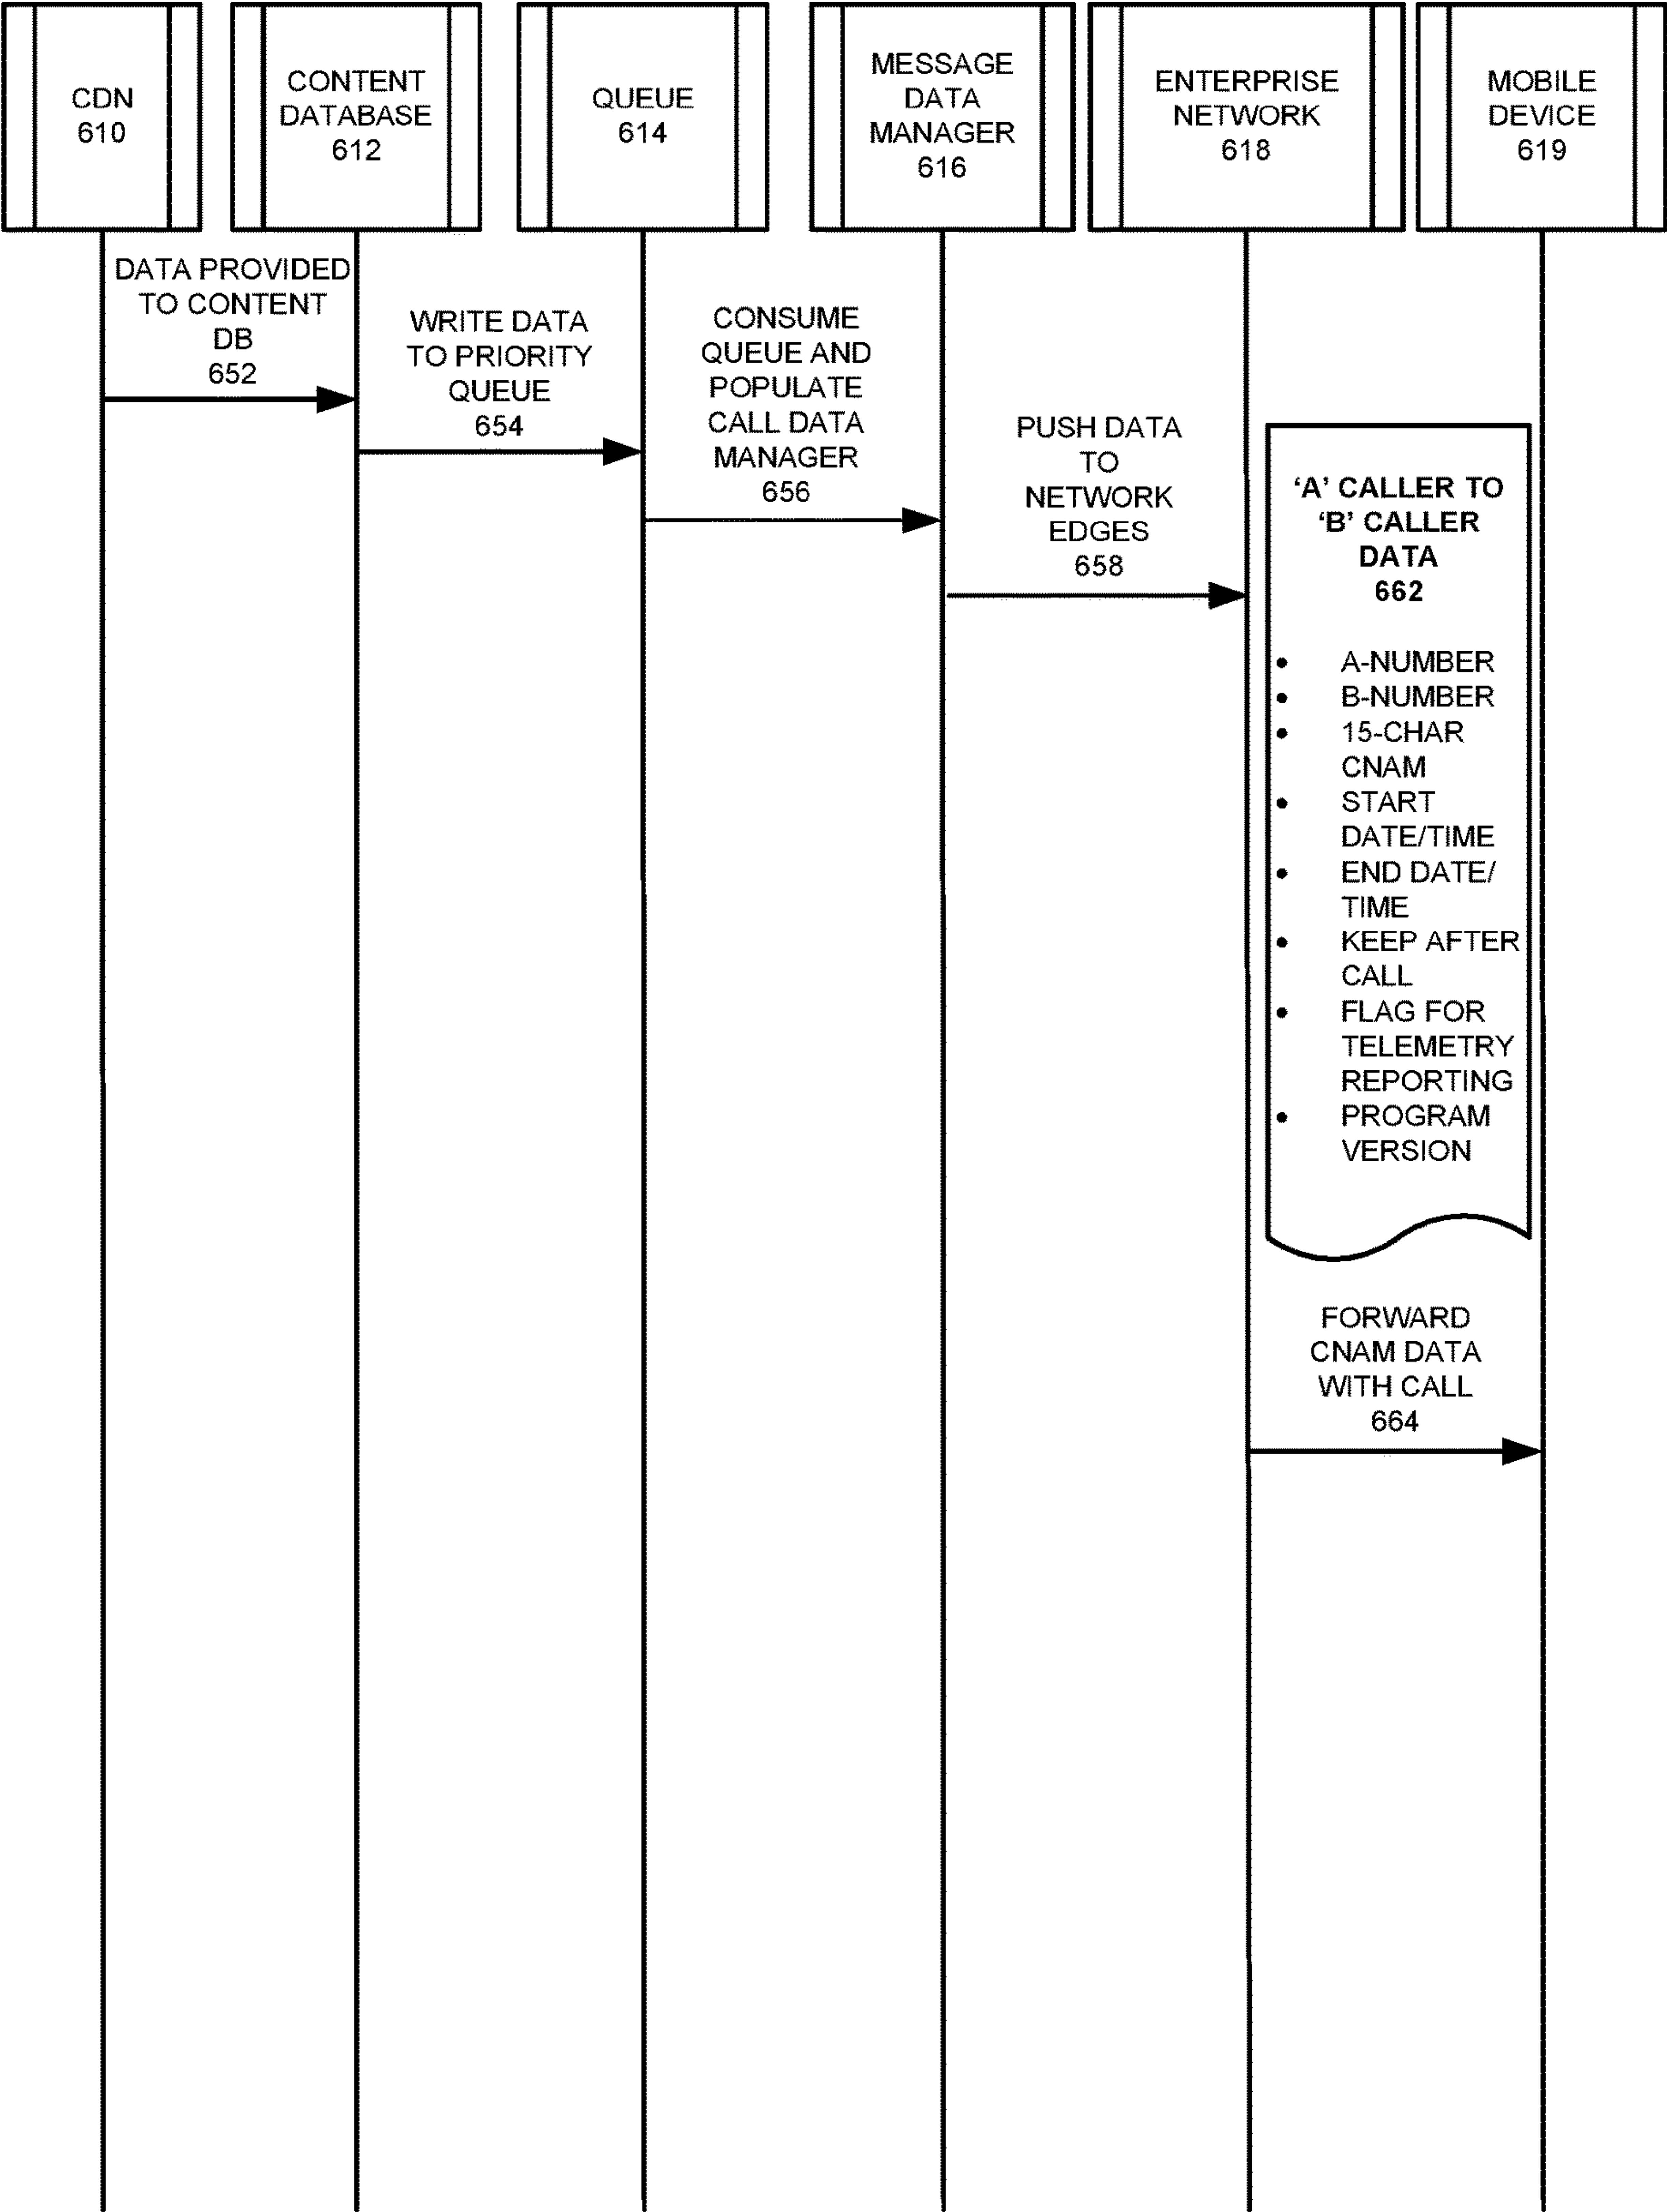 CDN
610
CONTENT
DATABASE
612
QUEUE
614
MESSAGE
DATA
MANAGER
616
ENTERPRISE
NETWORK
618
MOBILE
DEVICE
619
DATA PROVIDED
TO CONTENT
DB
652
WRITE DATA
TO PRIORITY
QUEUE
654
CONSUME
QUEUE AND
POPULATE
CALL DATA
MANAGER
656
PUSH DATA
TO
NETWORK
EDGES
658
‘A’ CALLER TO
‘B’ CALLER
DATA
662
• A-NUMBER
• B-NUMBER
• 15-CHAR
CNAM
• START
DATE/TIME
• END DATE/
TIME
• KEEP AFTER
CALL
• FLAG FOR
TELEMETRY
REPORTING
• PROGRAM
VERSION
FORWARD
CNAM DATA
WITH CALL
664